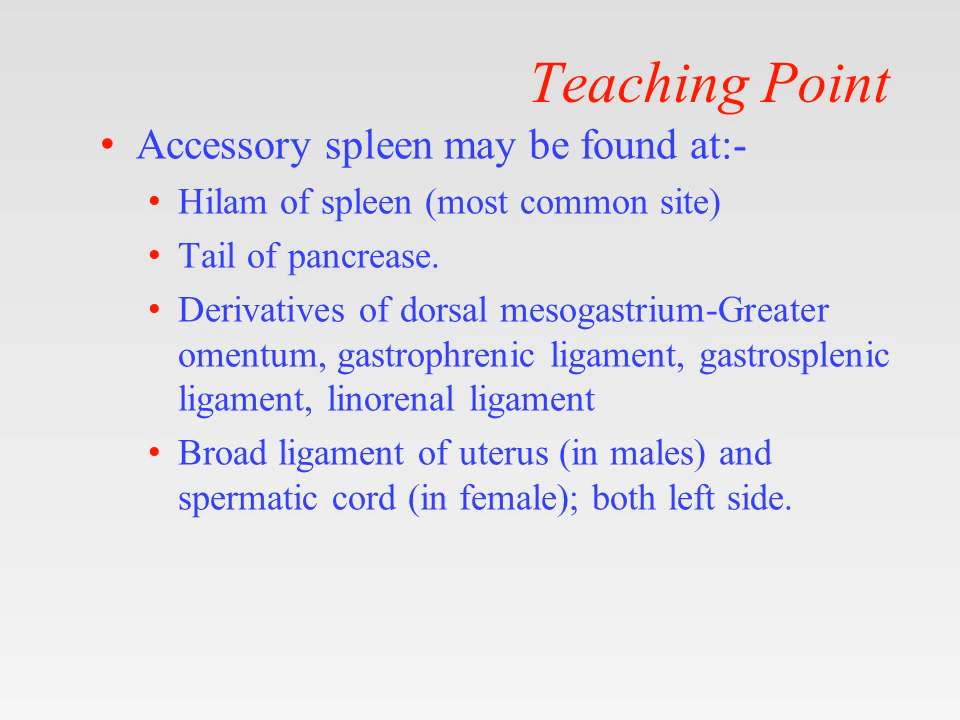 Teaching Point
• Accessory spleen may be found at:-
• Hilam of spleen (most common site)
• Tail of pancrease.
• Derivatives of dorsal mesogastrium-Greater
omentum, gastrophrenic ligament, gastrosplenic
ligament, linorenal ligament
• Broad ligament of uterus (in males) and
spermatic cord (in female); both left side.